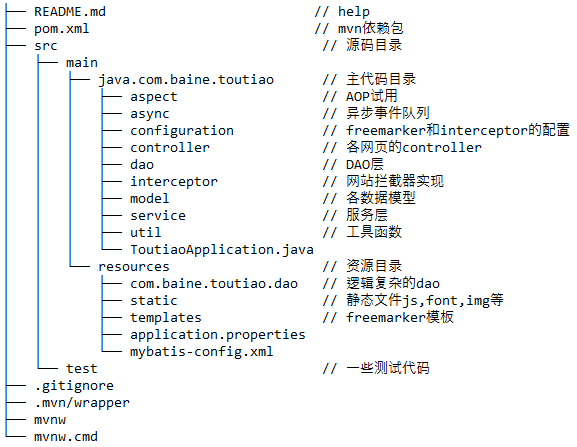 README.md // help
pom.xml // mvn依赖包
src // 源码目录
main
java.com.baine.toutiao // 主代码目录
aspect // AOP试用
async // 异步事件队列
configuration // freemarker和interceptor的配置
controller // 各网页的controller
dao // DAO层
interceptor // 网站拦截器实现
model // 各数据模型
service // 服务层
util // 工具函数
ToutiaoApplication.java
resources // 资源目录
com.baine.toutiao.dao // 逻辑复杂的dao
static // 静态文件js,font,img等
templates // freemarker模板
application.properties
mybatis-config.xml
test // 一些测试代码
.gitignore
.mvn/wrapper
mvnw
mvnw.cmd